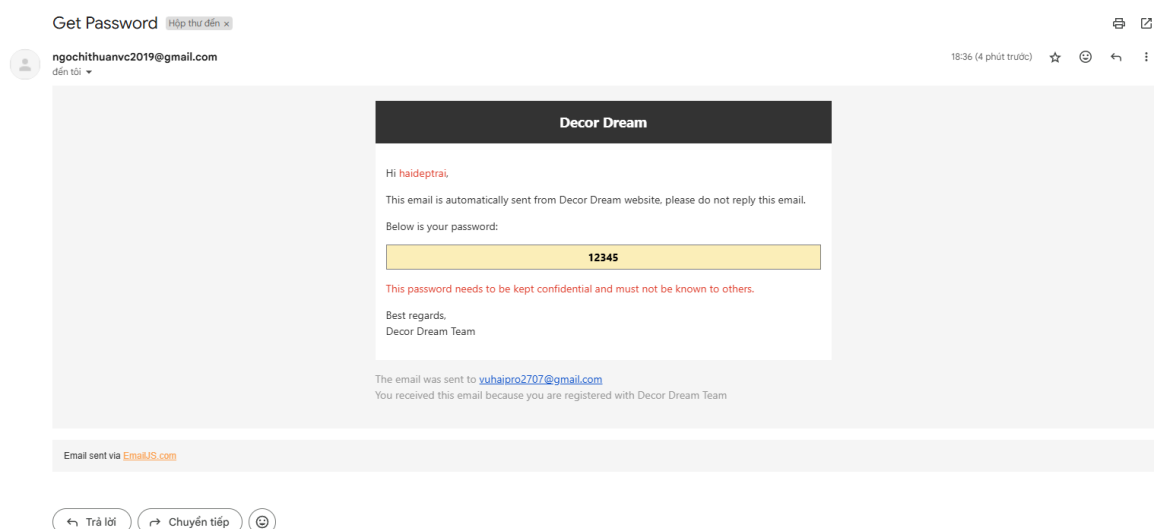 Get Password Hộp thư đến x
ngochithuanvc2019@gmail.com
18:36 (4 phút trước)
đến tôi
Decor Dream
Hi haideptrai,
This email is automatically sent from Decor Dream website, please do not reply this email.
Below is your password:
12345
This password needs to be kept confidential and must not be known to others.
Best regards,
Decor Dream Team
The email was sent to vuhaipro2707@gmail.com
You received this email because you are registered with Decor Dream Team
Email sent via EmailJS.com
Trả lời
Chuyển tiếp